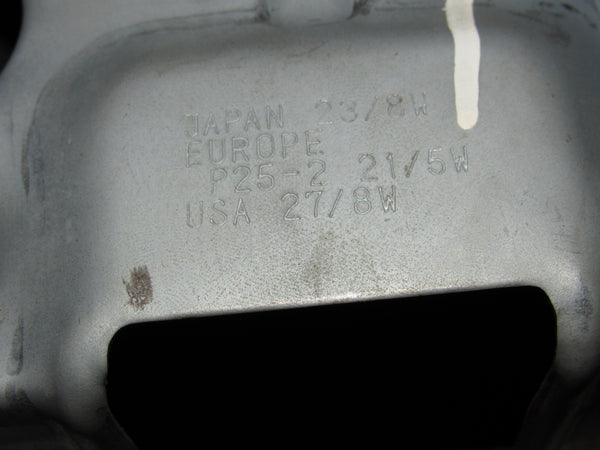 JAPAN 23/8W
EUROPE
P25-2 21/5W
USA 27/8W